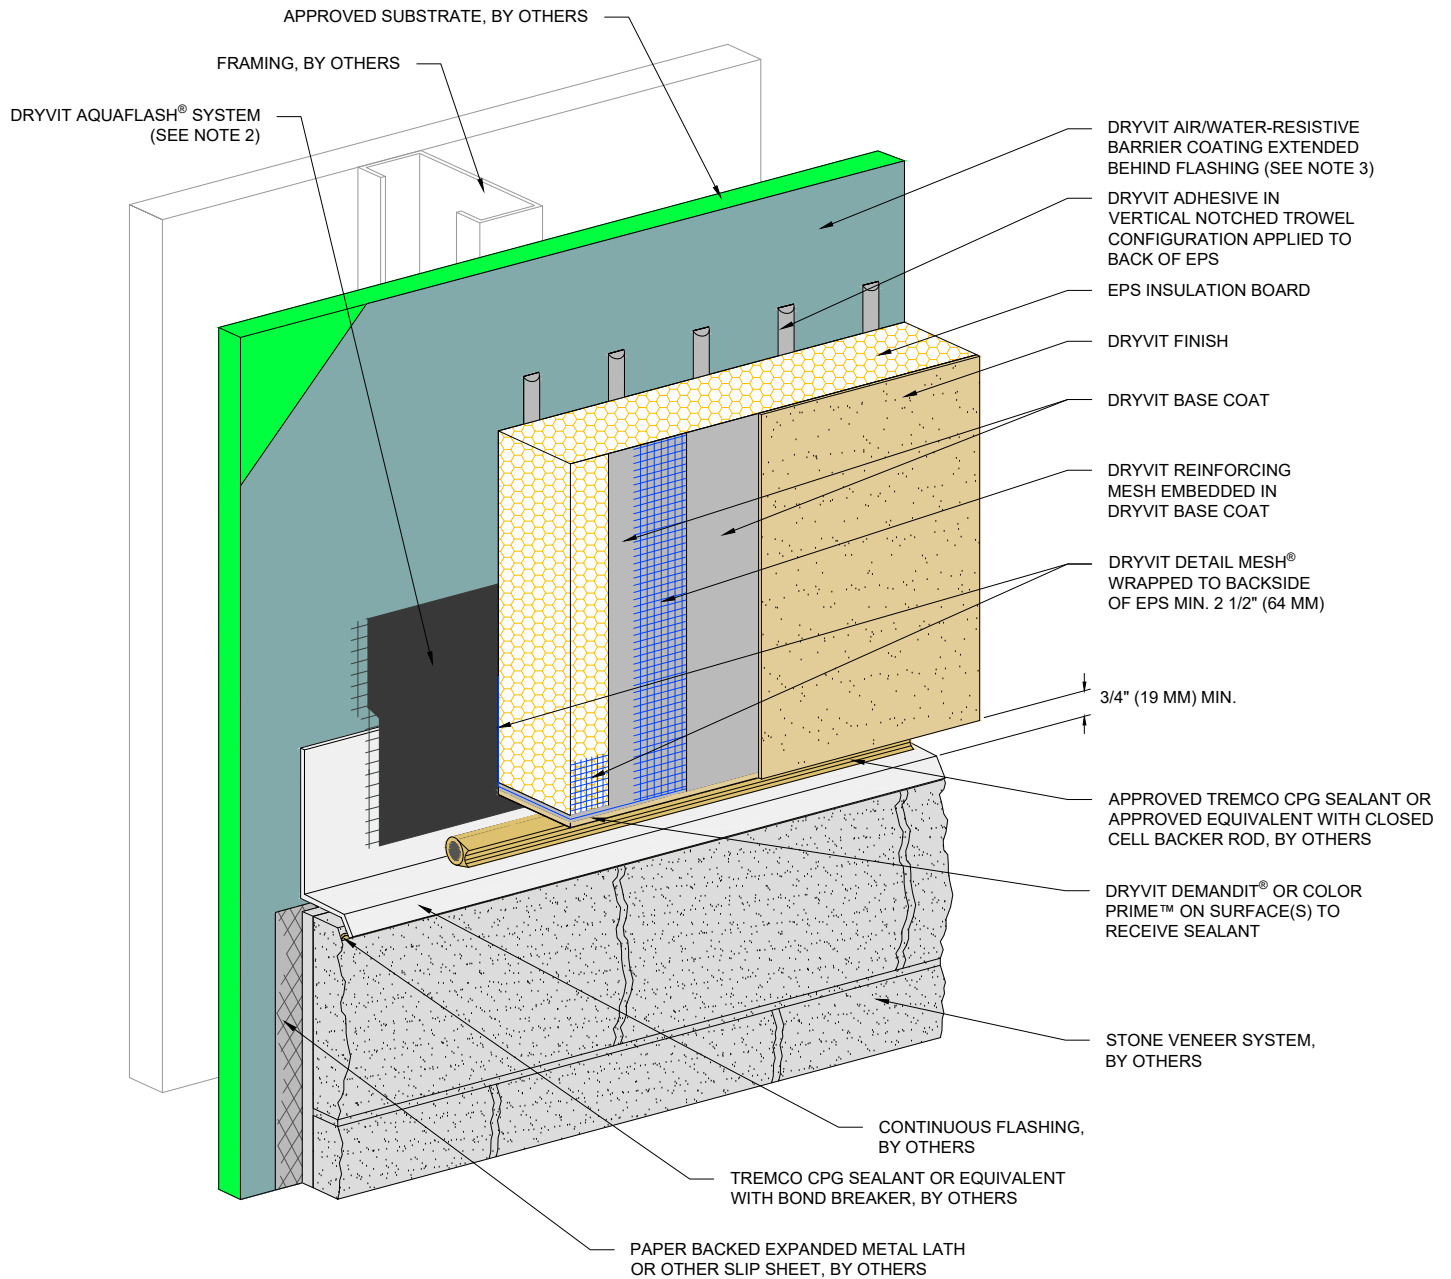 APPROVED SUBSTRATE, BY OTHERS
FRAMING, BY OTHERS
DRYVIT AQUAFLASH® SYSTEM
(SEE NOTE 2)
DRYVIT AIR/WATER-RESISTIVE
BARRIER COATING EXTENDED
BEHIND FLASHING (SEE NOTE 3)
DRYVIT ADHESIVE IN
VERTICAL NOTCHED TROWEL
CONFIGURATION APPLIED TO
BACK OF EPS
EPS INSULATION BOARD
DRYVIT FINISH
DRYVIT BASE COAT
DRYVIT REINFORCING
MESH EMBEDDED IN
DRYVIT BASE COAT
DRYVIT DETAIL MESH®
WRAPPED TO BACKSIDE
OF EPS MIN. 2 1/2" (64 MM)
3/4" (19 MM) MIN.
APPROVED TREMCO CPG SEALANT OR
APPROVED EQUIVALENT WITH CLOSED
CELL BACKER ROD, BY OTHERS
DRYVIT DEMANDIT® OR COLOR
PRIME™ ON SURFACE(S) TO
RECEIVE SEALANT
STONE VENEER SYSTEM,
BY OTHERS
CONTINUOUS FLASHING,
BY OTHERS
TREMCO CPG SEALANT OR EQUIVALENT
WITH BOND BREAKER, BY OTHERS
PAPER BACKED EXPANDED METAL LATH
OR OTHER SLIP SHEET, BY OTHERS